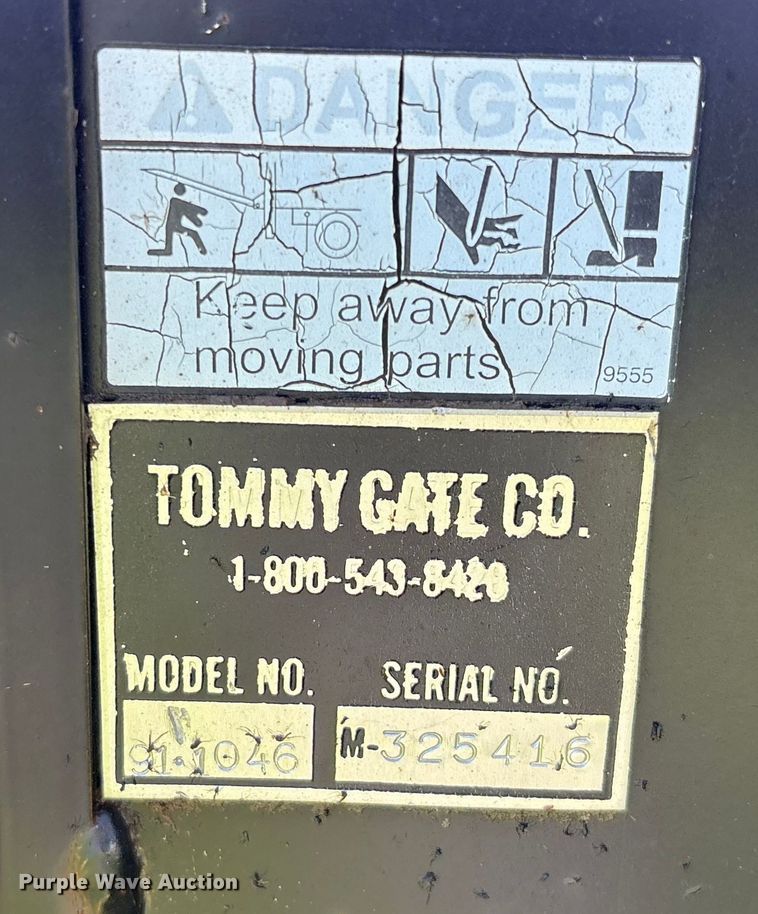 DANGER
Keep away from
moving parts
9555
TOMMY GATE CO.
1-800-543-8428
MODEL NO. SERIAL NO.
91-1046 M-325416
Purple Wave Auction